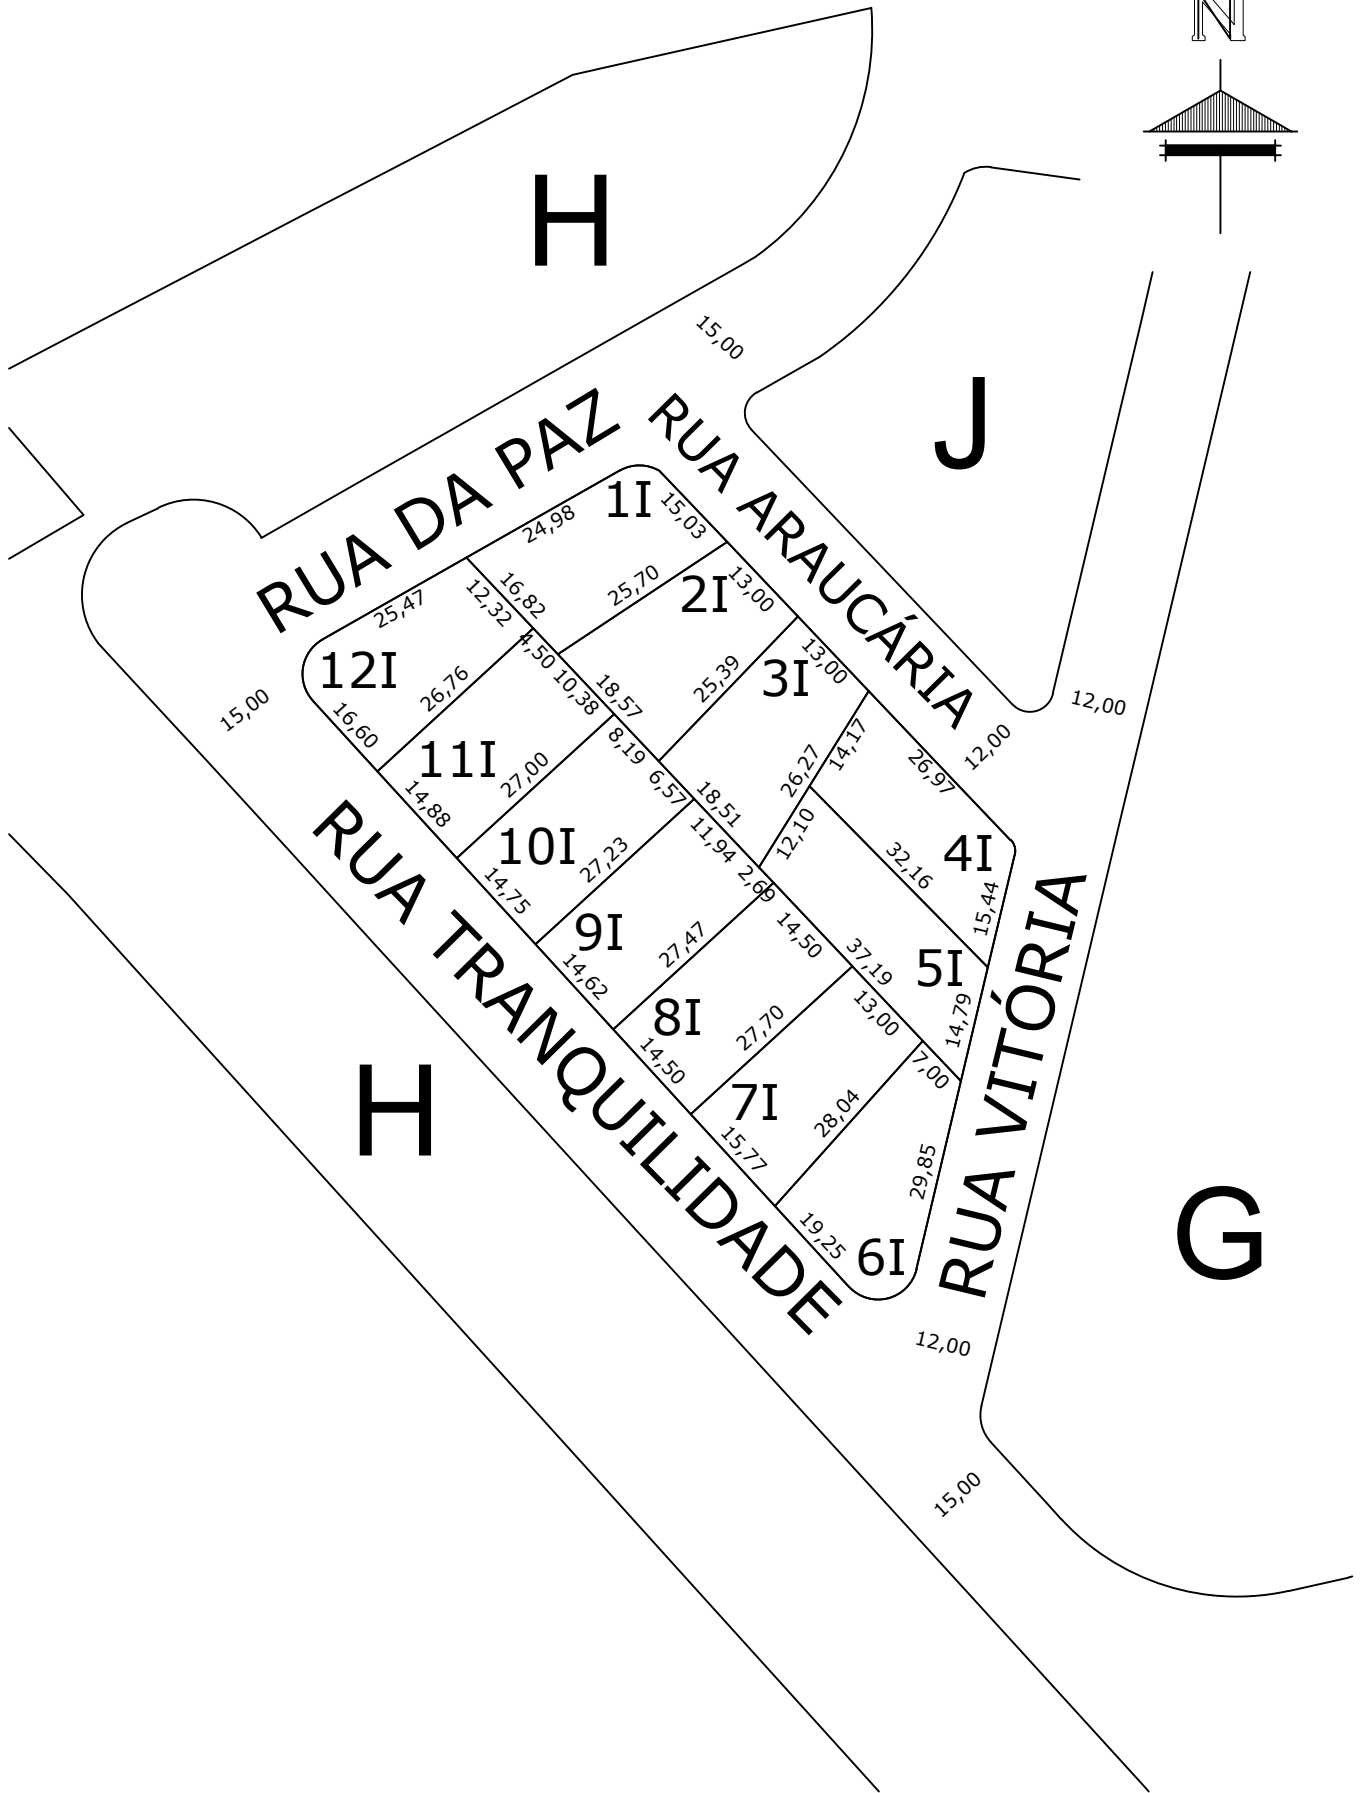 N
H
15,00
J
RUA DA PAZ
RUA ARAUCÁRIA
1I
24,98
15,03
16,82
25,70
2I
13,00
25,47
12,32
4,50
12I
26,76
16,60
10,38
18,57
25,39
3I
13,00
15,00
12,00
12,00
11I
27,00
14,88
8,19
6,57
18,51
26,27
14,17
12,10
26,97
4I
32,16
15,44
10I
27,23
14,75
11,94
2,69
RUA TRANQUILIDADE
RUA VITÓRIA
9I
27,47
14,62
14,50
37,19
5I
14,79
8I
27,70
14,50
13,00
7,00
7I
28,04
15,77
29,85
19,25
6I
H
G
12,00
15,00